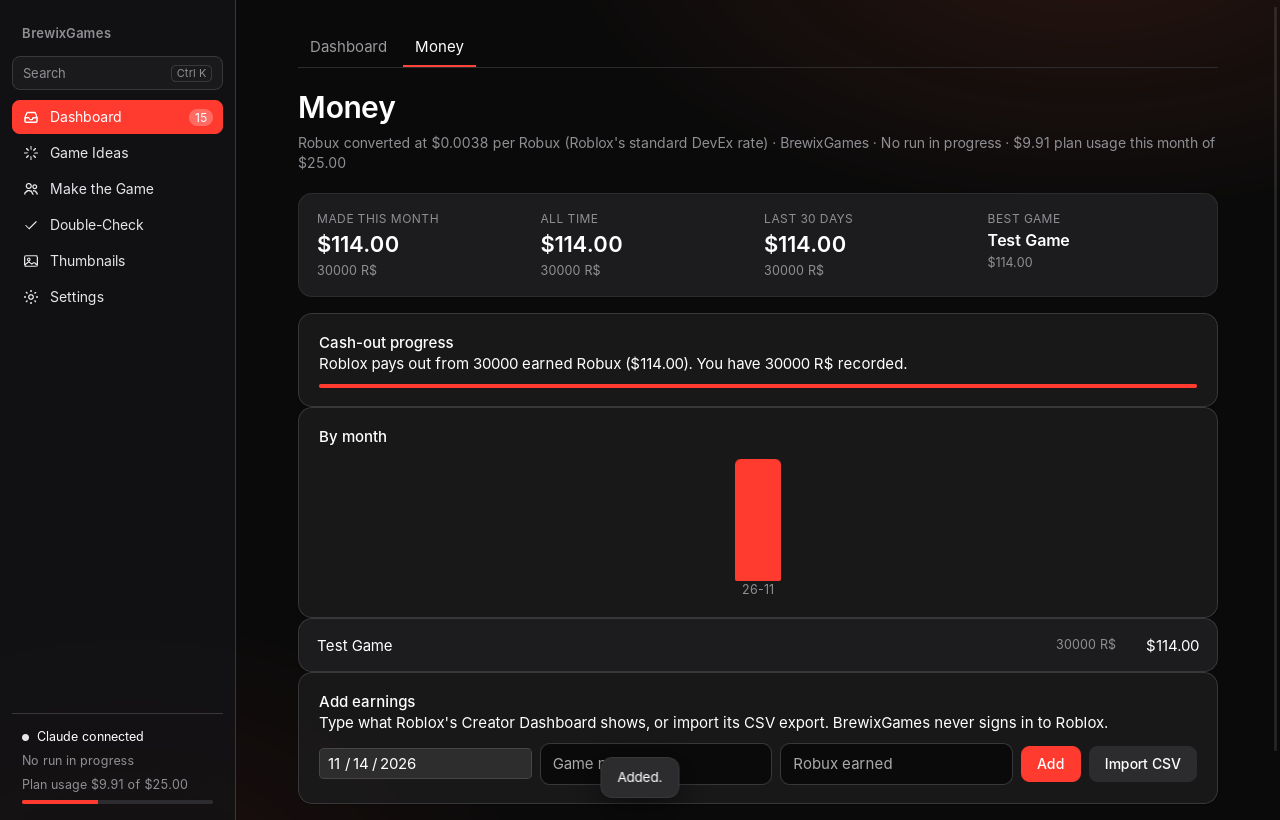 BrewixGames
Search
Ctrl K
Dashboard
15
Game Ideas
Make the Game
Double-Check
Thumbnails
Settings
Claude connected
No run in progress
Plan usage $9.91 of $25.00
Dashboard
Money
Money
Robux converted at $0.0038 per Robux (Roblox's standard DevEx rate) · BrewixGames · No run in progress · $9.91 plan usage this month of
$25.00
MADE THIS MONTH
$114.00
30000 R$
ALL TIME
$114.00
30000 R$
LAST 30 DAYS
$114.00
30000 R$
BEST GAME
Test Game
$114.00
Cash-out progress
Roblox pays out from 30000 earned Robux ($114.00). You have 30000 R$ recorded.
By month
26-11
Test Game
30000 R$
$114.00
Add earnings
Type what Roblox's Creator Dashboard shows, or import its CSV export. BrewixGames never signs in to Roblox.
11 / 14 / 2026
Game
Robux earned
Add
Import CSV
Added.